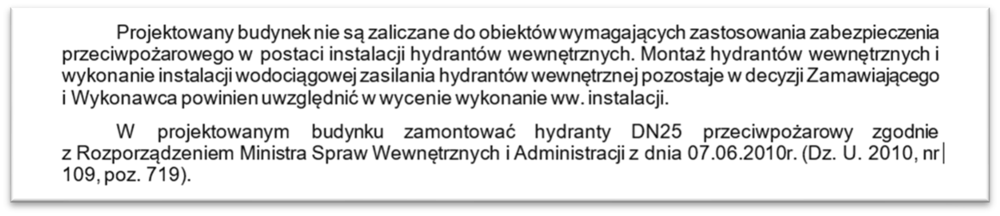 Projektowany budynek nie są zaliczane do obiektów wymagających zastosowania zabezpieczenia
przeciwpożarowego w postaci instalacji hydrantów wewnętrznych. Montaż hydrantów wewnętrznych i
wykonanie instalacji wodociągowej zasilania hydrantów wewnętrznej pozostaje w decyzji Zamawiającego
i Wykonawca powinien uwzględnić w wycenie wykonanie ww. instalacji.
W projektowanym budynku zamontować hydranty DN25 przeciwpożarowy zgodnie
z Rozporządzeniem Ministra Spraw Wewnętrznych i Administracji z dnia 07.06.2010r. (Dz. U. 2010, nr
109, poz. 719).